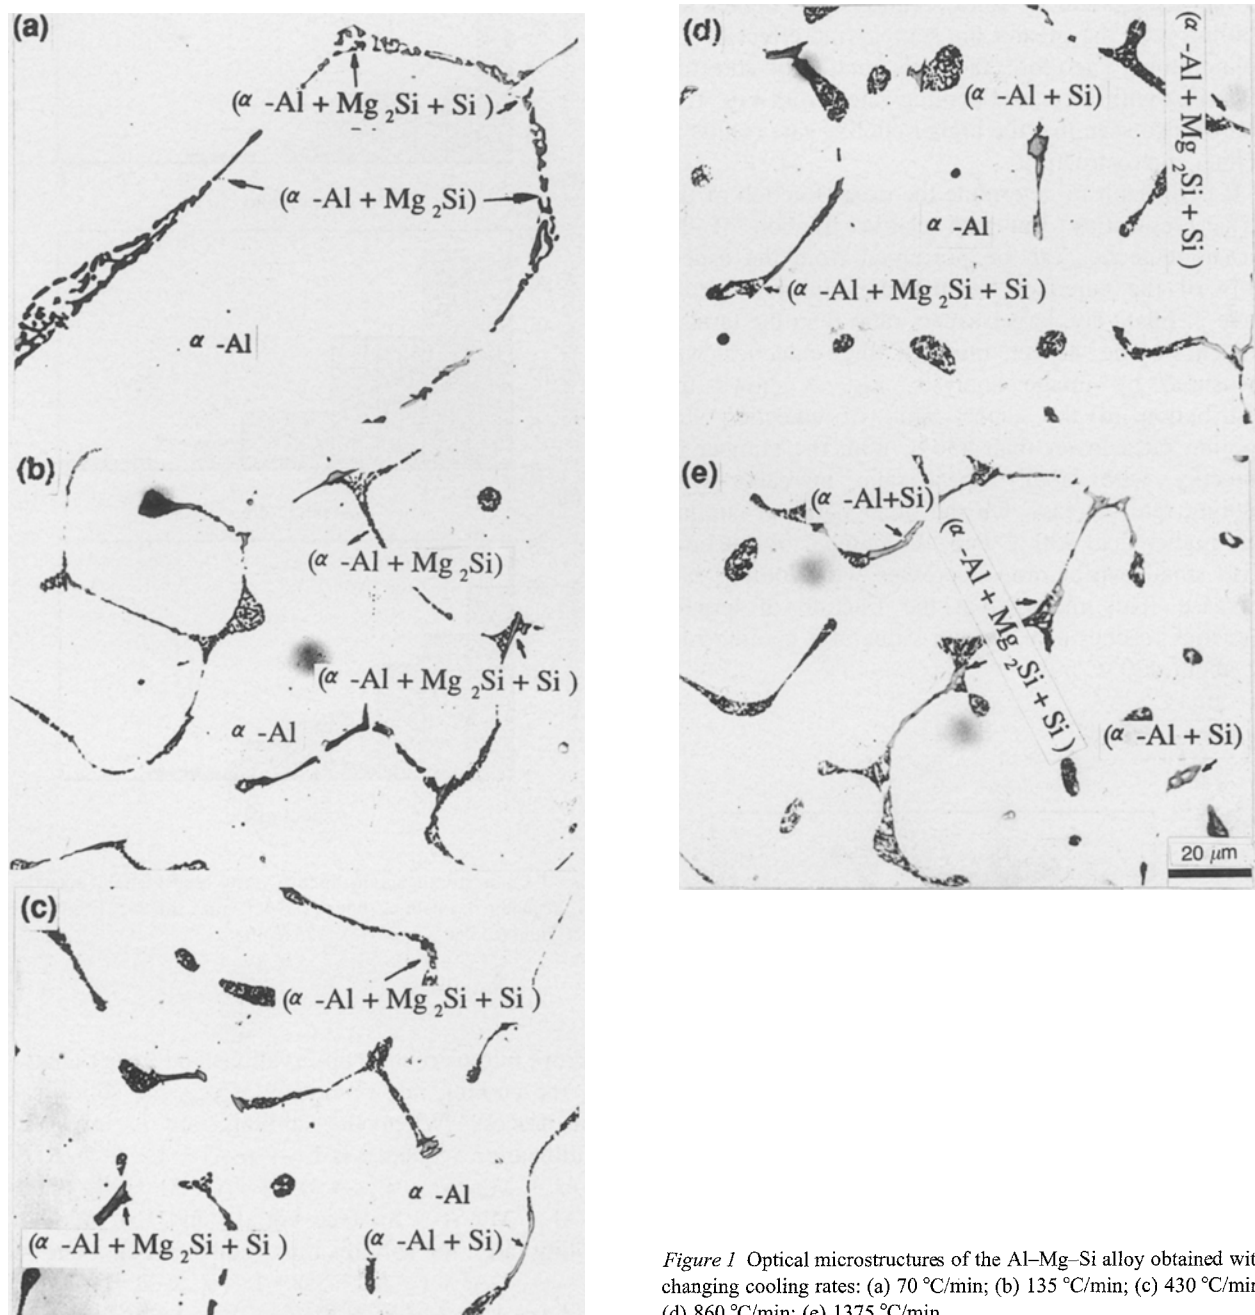 (a)
(α -Al + Mg 2Si + Si )
(α -Al + Mg 2Si)
α -Al
(b)
(α -Al + Mg 2Si)
(α -Al + Mg 2Si + Si )
α -Al
(c)
(α -Al + Mg 2Si + Si )
α -Al
(α -Al + Mg 2Si + Si )
(α -Al + Si)
(d)
(α -Al + Si)
(α -Al + Mg 2Si + Si )
α -Al
(α -Al + Mg 2Si + Si )
(e)
(α -Al+Si)
(α -Al + Mg 2Si + Si )
(α -Al + Si)
20 μm
Figure 1 Optical microstructures of the Al–Mg–Si alloy obtained
changing cooling rates: (a) 70 °C/min; (b) 135 °C/min; (c) 430 °C/min
(d) 860 °C/min; (e) 1375 °C/min